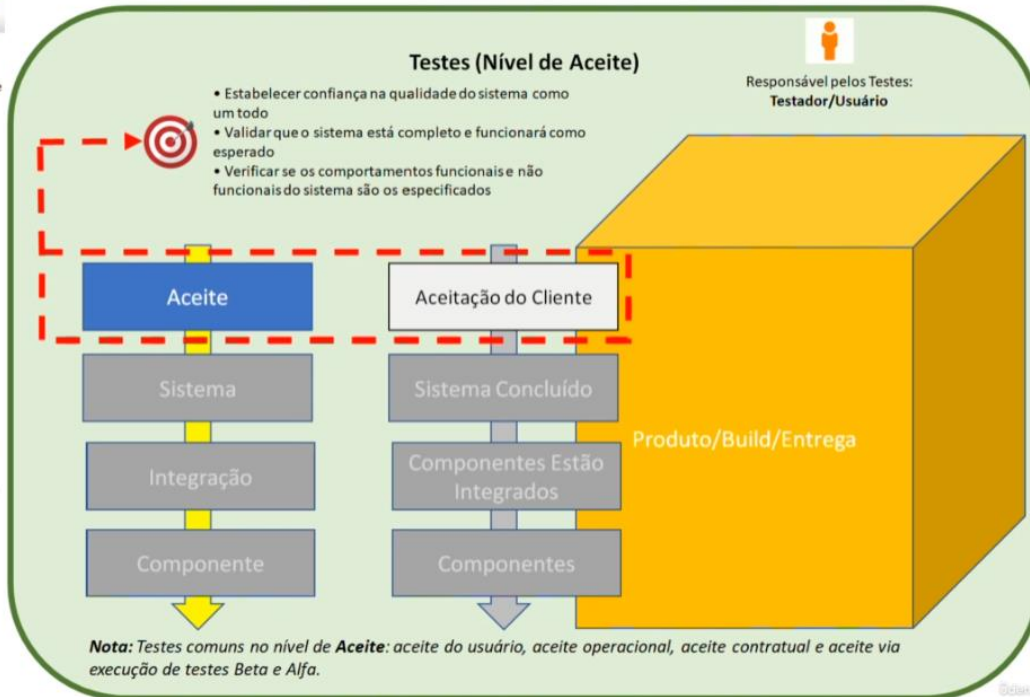 Testes (Nível de Aceite)
Responsável pelos Testes:
Testador/Usuário
• Estabelecer confiança na qualidade do sistema como
um todo
• Validar que o sistema está completo e funcionará como
esperado
• Verificar se os comportamentos funcionais e não
funcionais do sistema são os especificados
Aceite
Aceitação do Cliente
Sistema
Sistema Concluído
Produto/Build/Entrega
Integração
Componentes Estão
Integrados
Componente
Componentes
Nota: Testes comuns no nível de Aceite: aceite do usuário, aceite operacional, aceite contratual e aceite via
execução de testes Beta e Alfa.